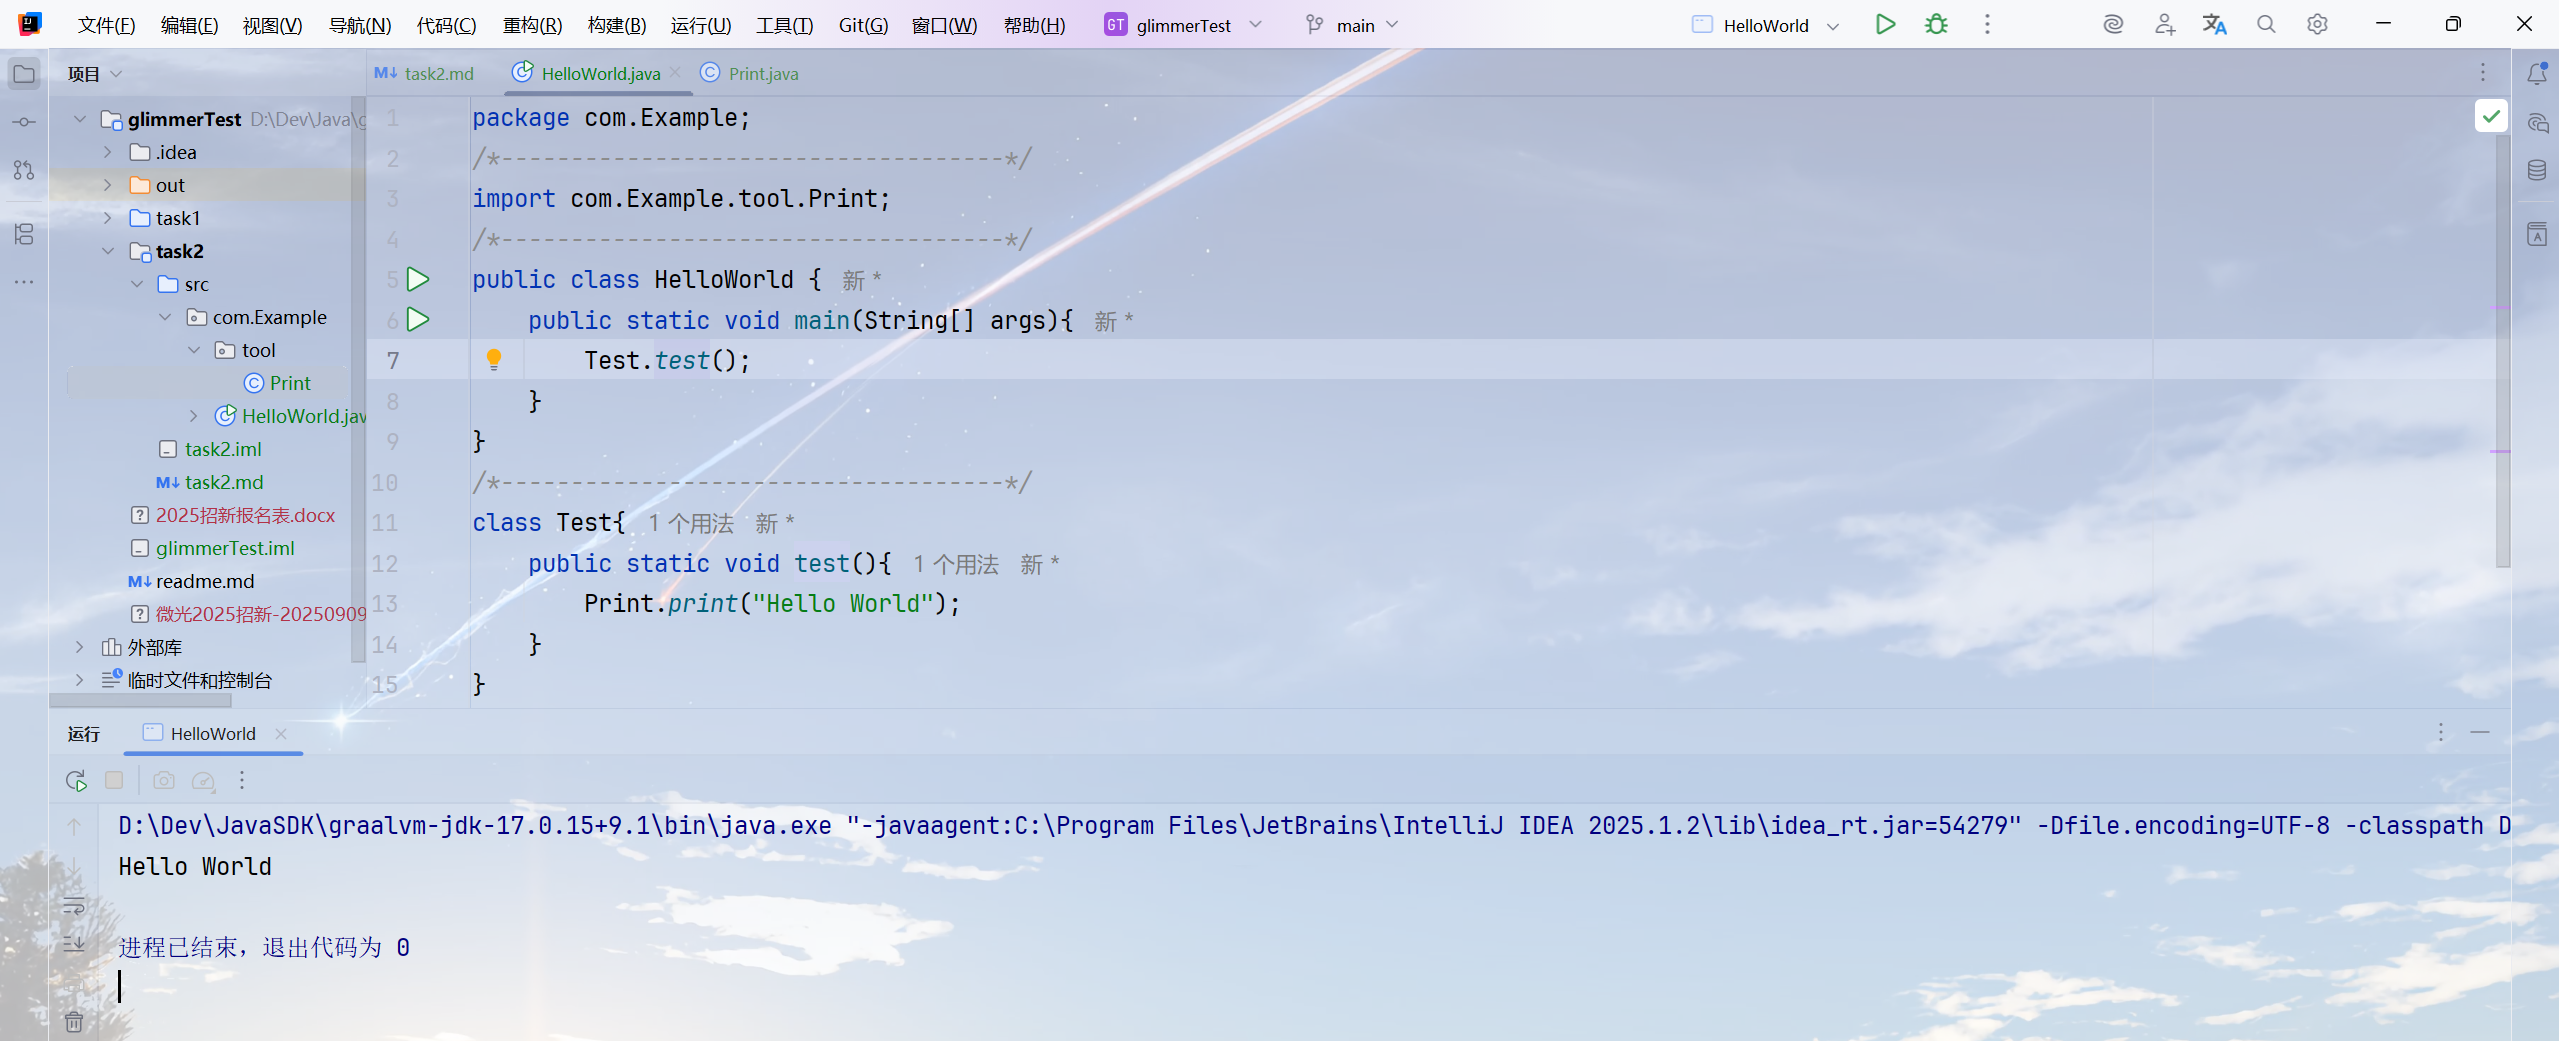 文件(F) 编辑(E) 视图(V) 导航(N) 代码(C) 重构(R) 构建(B) 运行(U) 工具(T) Git(G) 窗口(W) 帮助(H) GT glimmerTest main HelloWorld
项目
task2.md HelloWorld.java Print.java
glimmerTest D:\Dev\Java\g
.idea
out
task1
task2
src
com.Example
tool
Print
HelloWorld.jav
task2.iml
task2.md
2025招新报名表.docx
glimmerTest.iml
readme.md
微光2025招新-20250909
外部库
临时文件和控制台
1 package com.Example;
2 /*------------------------------------*/
3 import com.Example.tool.Print;
4 /*------------------------------------*/
5 public class HelloWorld { 新 *
6 public static void main(String[] args){ 新 *
7 Test.test();
8 }
9 }
10 /*------------------------------------*/
11 class Test{ 1 个用法 新 *
12 public static void test(){ 1 个用法 新 *
13 Print.print("Hello World");
14 }
15 }
运行 HelloWorld
D:\Dev\JavaSDK\graalvm-jdk-17.0.15+9.1\bin\java.exe "-javaagent:C:\Program Files\JetBrains\IntelliJ IDEA 2025.1.2\lib\idea_rt.jar=54279" -Dfile.encoding=UTF-8 -classpath D
Hello World
进程已结束，退出代码为 0